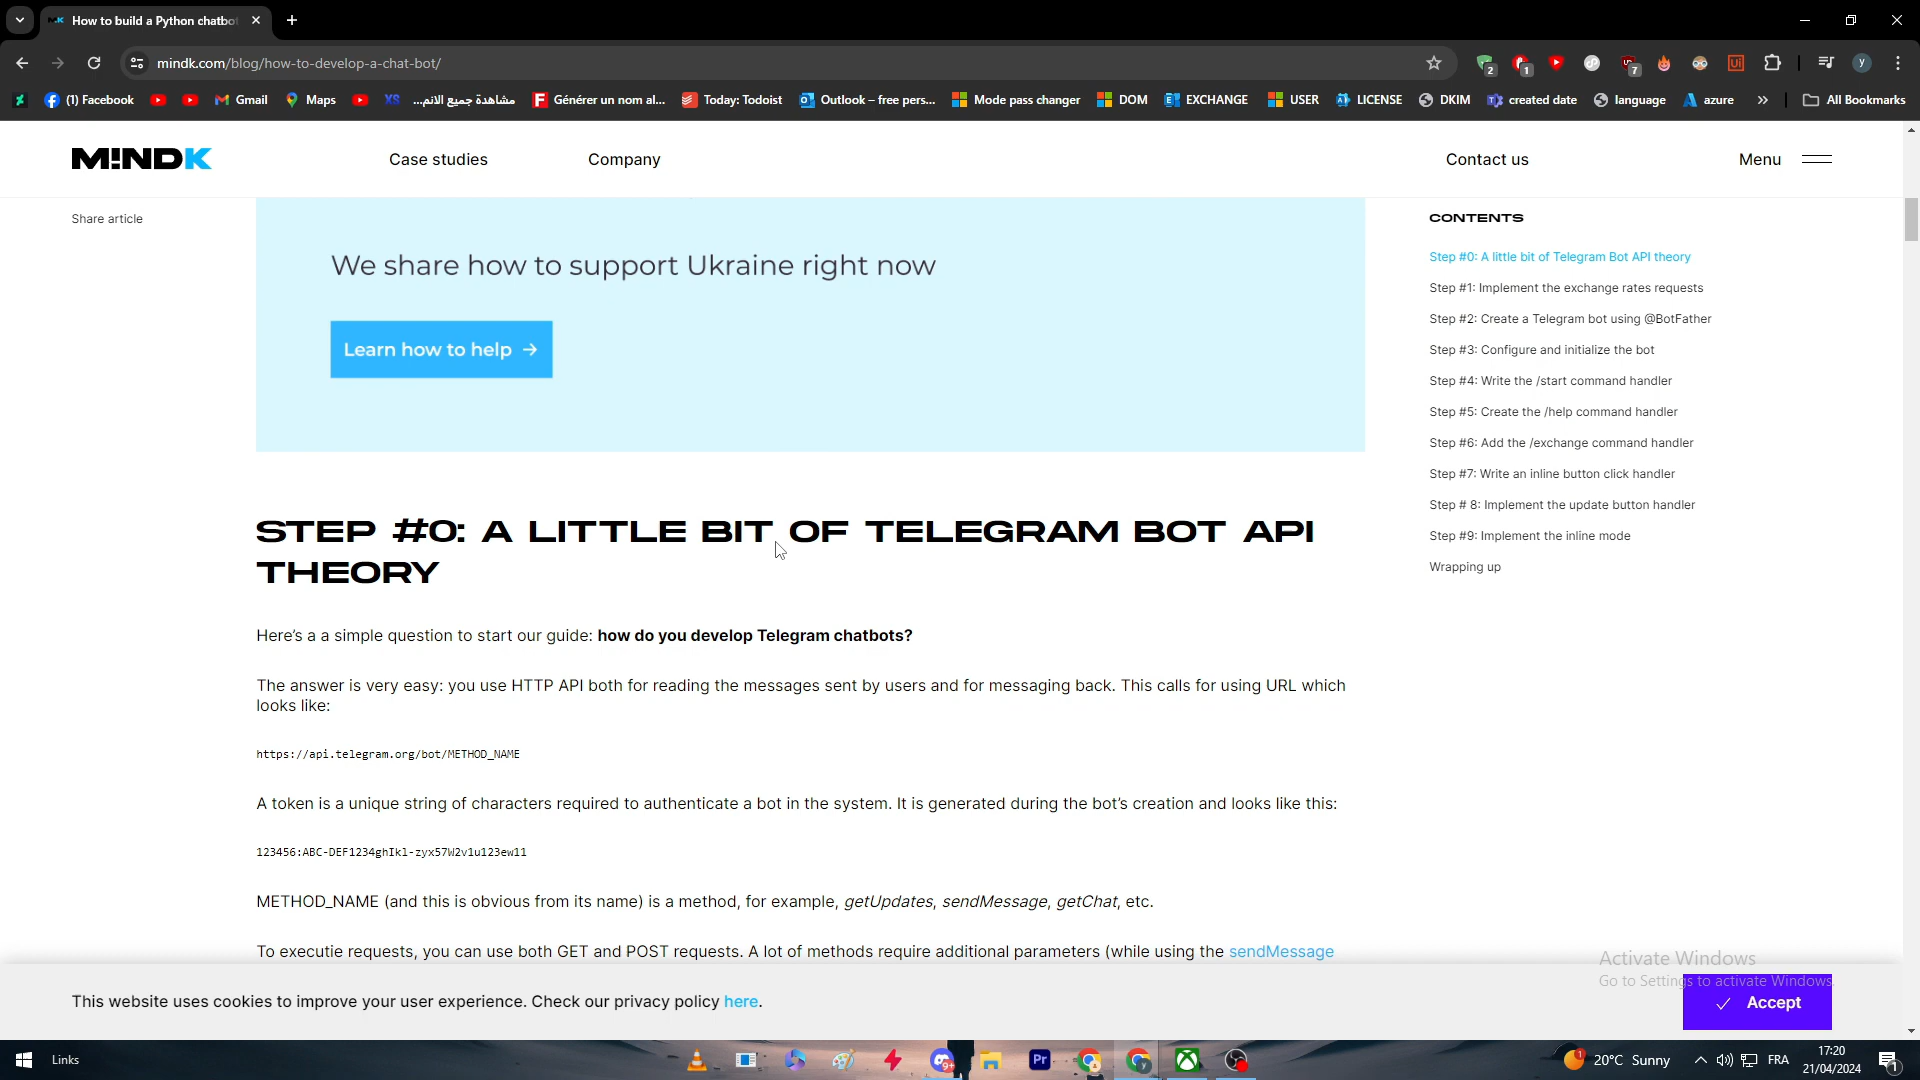 How to build a Python chatbot
mindk.com/blog/how-to-develop-a-chat-bot/
2
1
7
y
(1) Facebook
Gmail
Maps
XS
مشاهدة جميع الانم...
Générer un nom al...
Today: Todoist
Outlook – free pers...
Mode pass changer
DOM
EXCHANGE
USER
LICENSE
DKIM
created date
language
azure
All Bookmarks
M!NDK
Case studies
Company
Contact us
Menu
Share article
We share how to support Ukraine right now
Learn how to help →
CONTENTS
Step #0: A little bit of Telegram Bot API theory
Step #1: Implement the exchange rates requests
Step #2: Create a Telegram bot using @BotFather
Step #3: Configure and initialize the bot
Step #4: Write the /start command handler
Step #5: Create the /help command handler
Step #6: Add the /exchange command handler
Step #7: Write an inline button click handler
Step # 8: Implement the update button handler
Step #9: Implement the inline mode
Wrapping up
STEP #0: A LITTLE BIT OF TELEGRAM BOT API
THEORY
Here's a a simple question to start our guide: how do you develop Telegram chatbots?
The answer is very easy: you use HTTP API both for reading the messages sent by users and for messaging back. This calls for using URL which
looks like:
https://api.telegram.org/bot/METHOD_NAME
A token is a unique string of characters required to authenticate a bot in the system. It is generated during the bot's creation and looks like this:
123456:ABC-DEF1234ghIkl-zyx57W2v1u123ew11
METHOD_NAME (and this is obvious from its name) is a method, for example, getUpdates, sendMessage, getChat, etc.
To executie requests, you can use both GET and POST requests. A lot of methods require additional parameters (while using the sendMessage
Activate Windows
Go to Settings to activate Windows.
This website uses cookies to improve your user experience. Check our privacy policy here.
Accept
Links
9+
Pr
20°C Sunny
FRA
17:20
21/04/2024
1